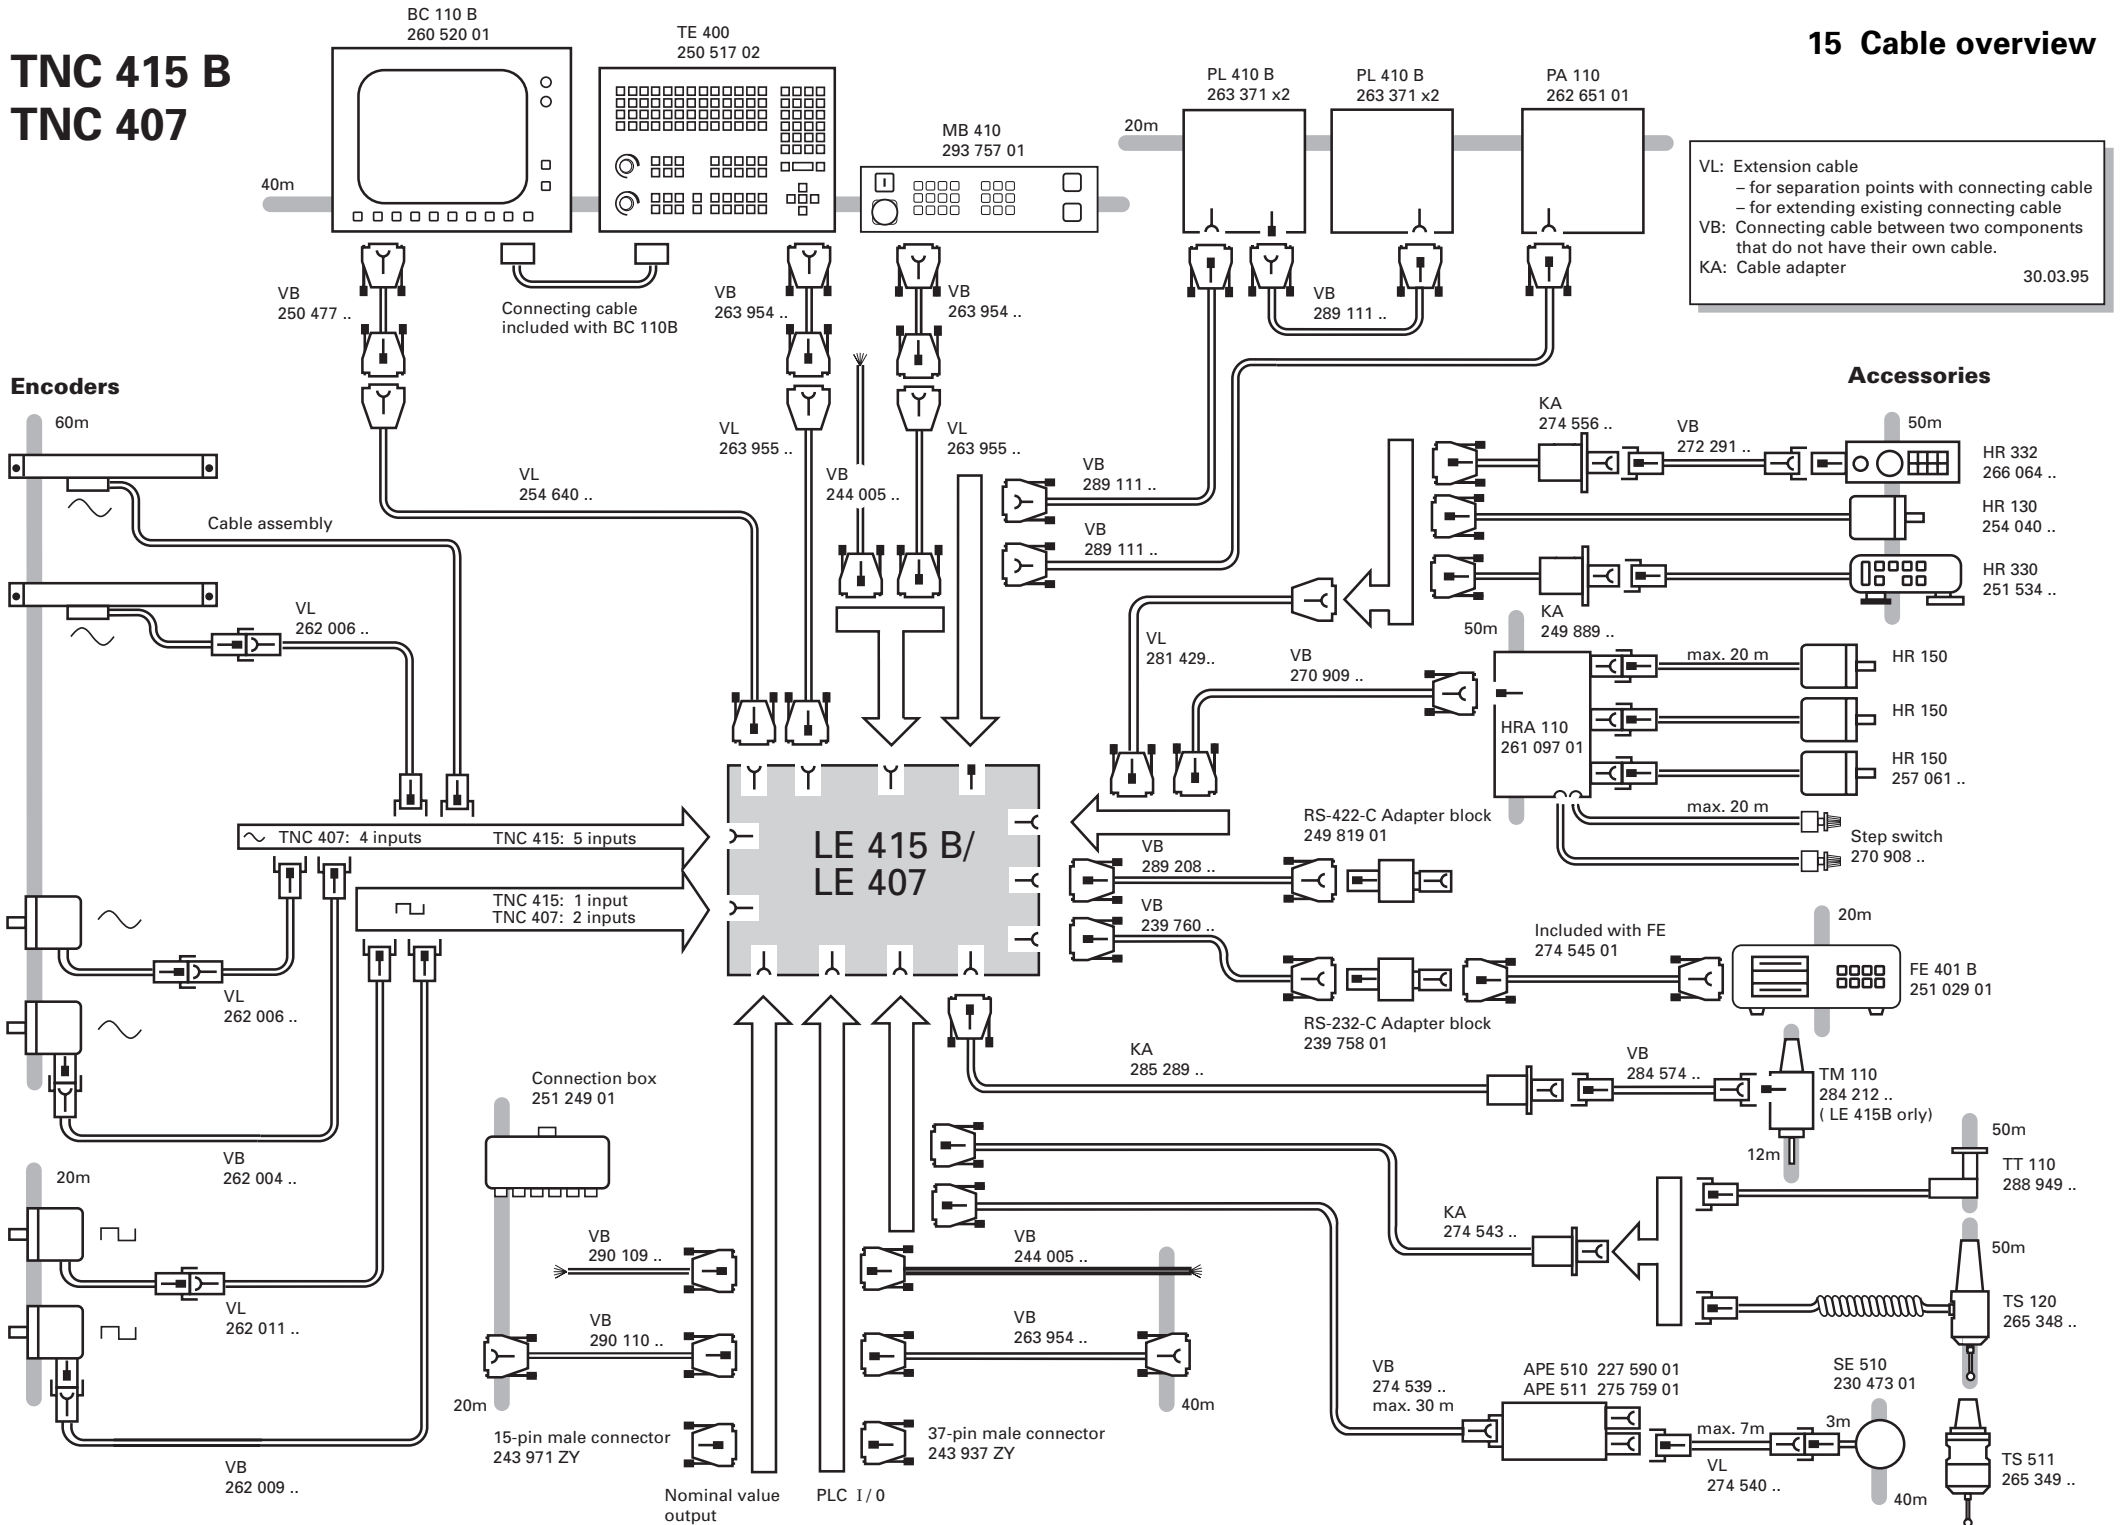 TNC 415 B
TNC 407
15 Cable overview
BC 110 B
260 520 01
TE 400
250 517 02
MB 410
293 757 01
PL 410 B
263 371 x2
PL 410 B
263 371 x2
PA 110
262 651 01
20m
40m
VL: Extension cable
– for separation points with connecting cable
– for extending existing connecting cable
VB: Connecting cable between two components
that do not have their own cable.
KA: Cable adapter
30.03.95
VB
250 477 ..
Connecting cable
included with BC 110B
VB
263 954 ..
VB
263 954 ..
VB
289 111 ..
Encoders
60m
Accessories
VL
254 640 ..
VL
263 955 ..
VB
244 005 ..
VL
263 955 ..
VB
289 111 ..
VB
289 111 ..
KA
274 556 ..
VB
272 291 ..
50m
HR 332
266 064 ..
HR 130
254 040 ..
HR 330
251 534 ..
Cable assembly
VL
262 006 ..
VL
281 429..
VB
270 909 ..
50m
KA
249 889 ..
max. 20 m
HR 150
HR 150
HR 150
257 061 ..
HRA 110
261 097 01
max. 20 m
Step switch
270 908 ..
TNC 407: 4 inputs
TNC 415: 5 inputs
TNC 415: 1 input
TNC 407: 2 inputs
LE 415 B/
LE 407
RS-422-C Adapter block
249 819 01
VB
289 208 ..
VB
239 760 ..
Included with FE
274 545 01
20m
FE 401 B
251 029 01
RS-232-C Adapter block
239 758 01
VL
262 006 ..
VB
262 004 ..
Connection box
251 249 01
KA
285 289 ..
VB
284 574 ..
TM 110
284 212 ..
( LE 415B orly)
12m
50m
TT 110
288 949 ..
20m
VB
290 109 ..
VB
244 005 ..
KA
274 543 ..
50m
TS 120
265 348 ..
VL
262 011 ..
VB
290 110 ..
VB
263 954 ..
20m
40m
VB
274 539 ..
max. 30 m
APE 510 227 590 01
APE 511 275 759 01
SE 510
230 473 01
max. 7m
3m
VL
274 540 ..
40m
TS 511
265 349 ..
VB
262 009 ..
15-pin male connector
243 971 ZY
37-pin male connector
243 937 ZY
Nominal value
output
PLC I / 0